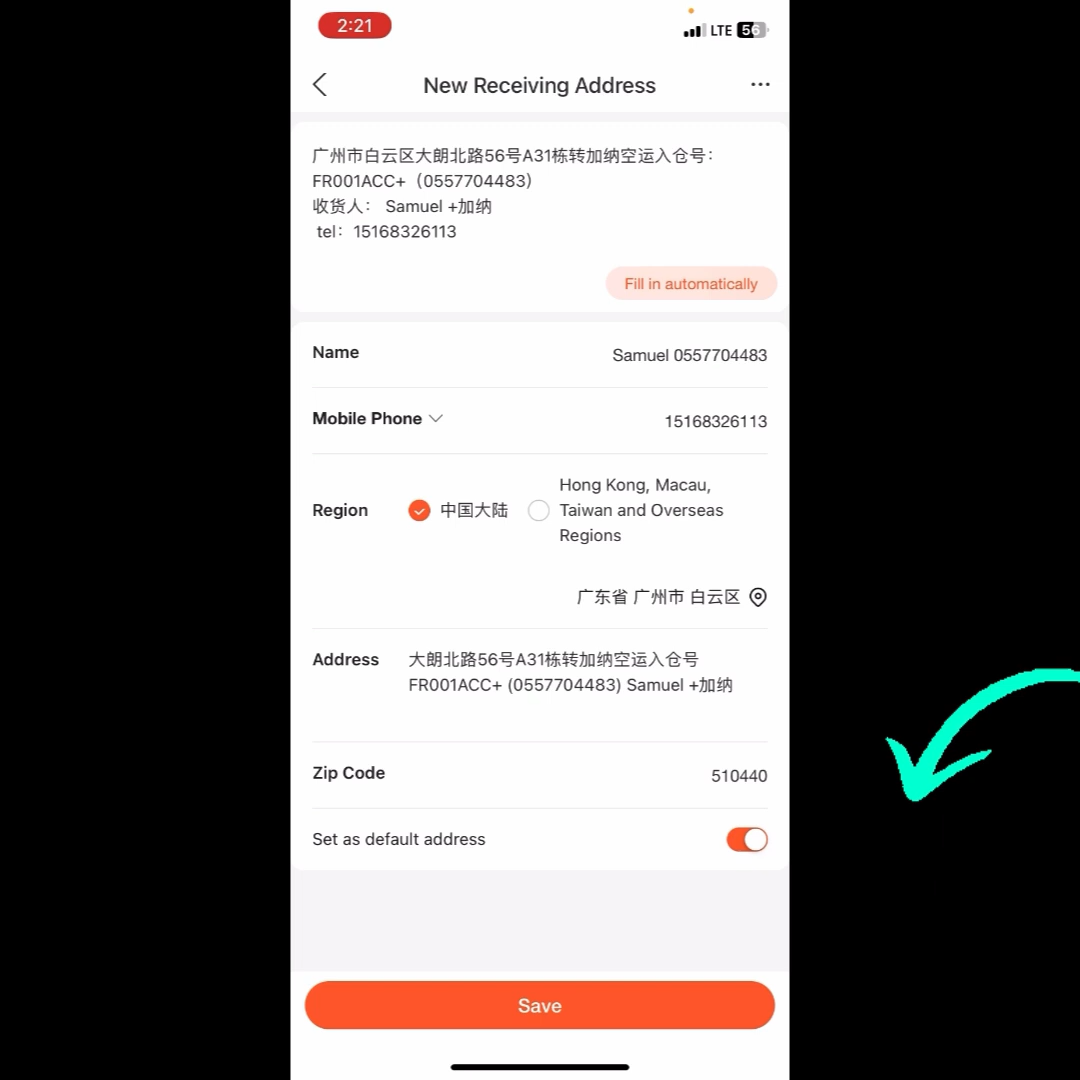 2:21
LTE 56
New Receiving Address
广州市白云区大朗北路56号A31栋转加纳空运入仓号：
FR001ACC+（0557704483）
收货人： Samuel +加纳
tel：15168326113
Fill in automatically
Name
Samuel 0557704483
Mobile Phone
15168326113
Region
中国大陆
Hong Kong, Macau,
Taiwan and Overseas
Regions
广东省 广州市 白云区
Address
大朗北路56号A31栋转加纳空运入仓号
FR001ACC+ (0557704483) Samuel +加纳
Zip Code
510440
Set as default address
Save